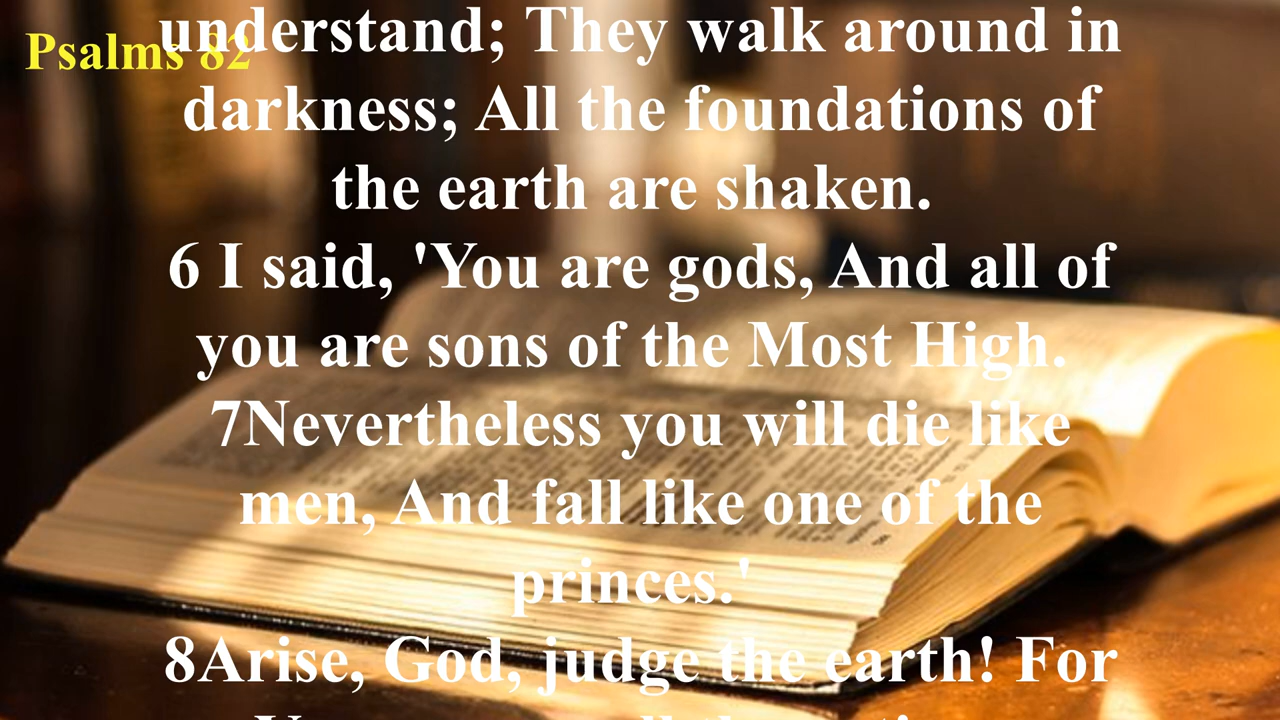 Psalms 82
understand; They walk around in
darkness; All the foundations of
the earth are shaken.
6 I said, 'You are gods, And all of
you are sons of the Most High.
7Nevertheless you will die like
men, And fall like one of the
princes.'
8Arise, God, judge the earth! For